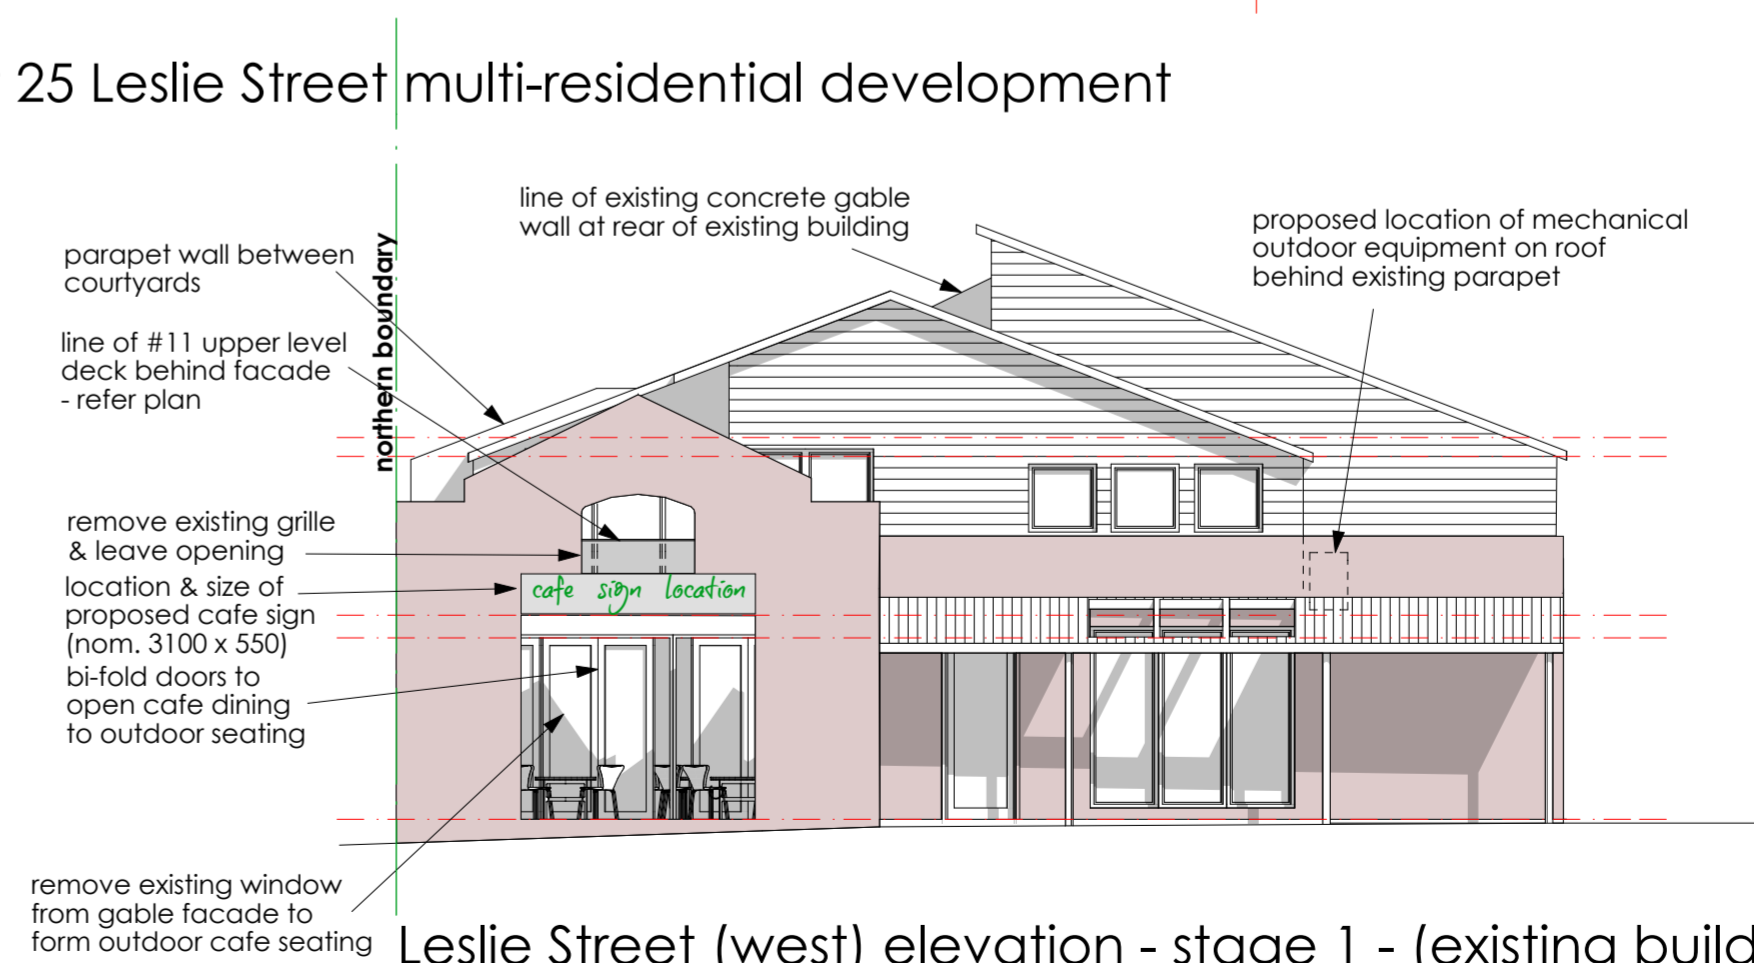 25 Leslie Street multi-residential development
line of existing concrete gable
wall at rear of existing building
proposed location of mechanical
outdoor equipment on roof
behind existing parapet
parapet wall between
courtyards
northern boundary
line of #11 upper level
deck behind facade
- refer plan
remove existing grille
& leave opening
location & size of
proposed cafe sign
(nom. 3100 x 550)
cafe sign location
bi-fold doors to
open cafe dining
to outdoor seating
remove existing window
from gable facade to
form outdoor cafe seating
Leslie Street (west) elevation - stage 1 - (existing build